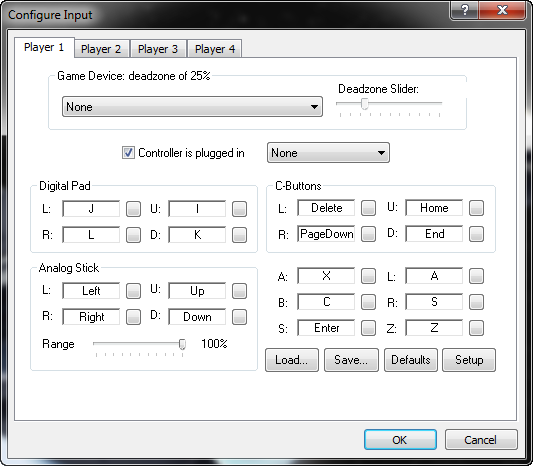 Configure Input
Player 1 Player 2 Player 3 Player 4
Game Device: deadzone of 25%
None
Deadzone Slider:
Controller is plugged in None
Digital Pad
L: J U: I
R: L D: K
C-Buttons
L: Delete U: Home
R: PageDown D: End
Analog Stick
L: Left U: Up
R: Right D: Down
Range 100%
A: X L: A
B: C R: S
S: Enter Z: Z
Load... Save... Defaults Setup
OK Cancel